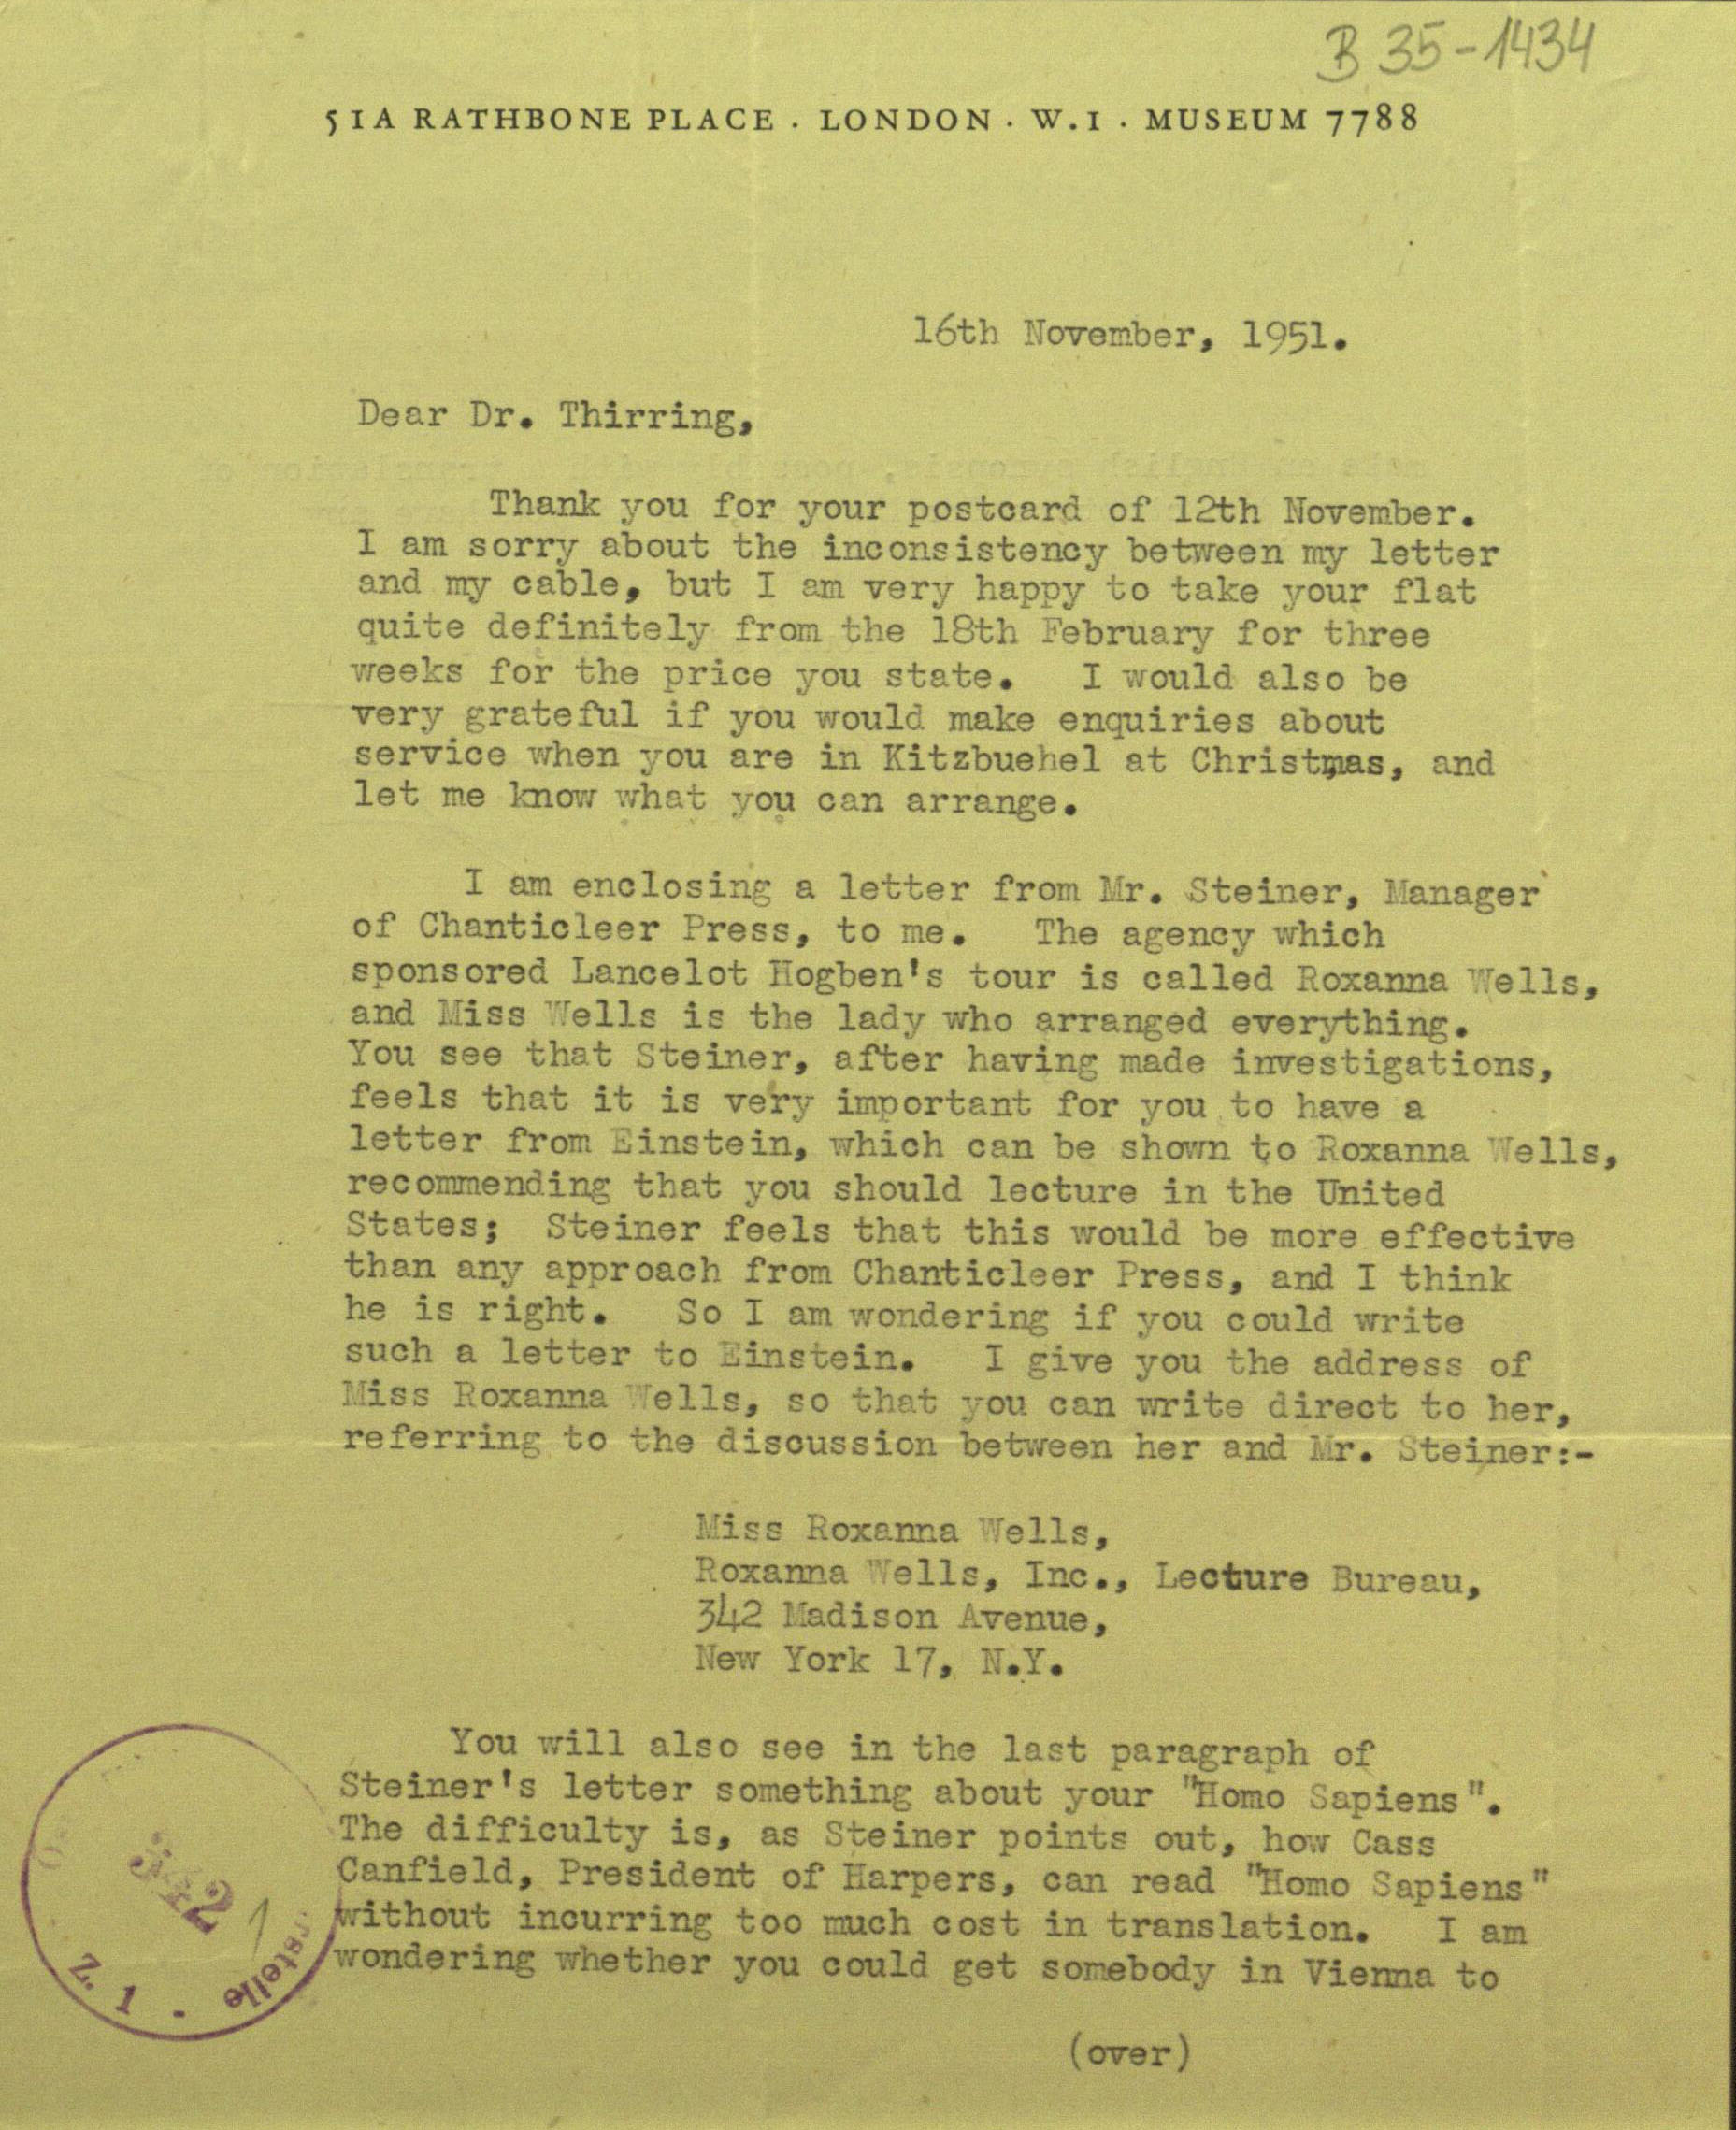 B 35-1434
51A RATHBONE PLACE · LONDON · W.1 · MUSEUM 7788
16th November, 1951.
Dear Dr. Thirring,
Thank you for your postcard of 12th November.
I am sorry about the inconsistency between my letter
and my cable, but I am very happy to take your flat
quite definitely from the 18th February for three
weeks for the price you state. I would also be
very grateful if you would make enquiries about
service when you are in Kitzbuehel at Christmas, and
let me know what you can arrange.
I am enclosing a letter from Mr. Steiner, Manager
of Chanticleer Press, to me. The agency which
sponsored Lancelot Hogben's tour is called Roxanna Wells,
and Miss Wells is the lady who arranged everything.
You see that Steiner, after having made investigations,
feels that it is very important for you to have a
letter from Einstein, which can be shown to Roxanna Wells,
recommending that you should lecture in the United
States; Steiner feels that this would be more effective
than any approach from Chanticleer Press, and I think
he is right. So I am wondering if you could write
such a letter to Einstein. I give you the address of
Miss Roxanna Wells, so that you can write direct to her,
referring to the discussion between her and Mr. Steiner:-
Miss Roxanna Wells,
Roxanna Wells, Inc., Lecture Bureau,
342 Madison Avenue,
New York 17, N.Y.
You will also see in the last paragraph of
Steiner's letter something about your "Homo Sapiens".
The difficulty is, as Steiner points out, how Cass
Canfield, President of Harpers, can read "Homo Sapiens"
without incurring too much cost in translation. I am
wondering whether you could get somebody in Vienna to
(over)
Z. 1 -